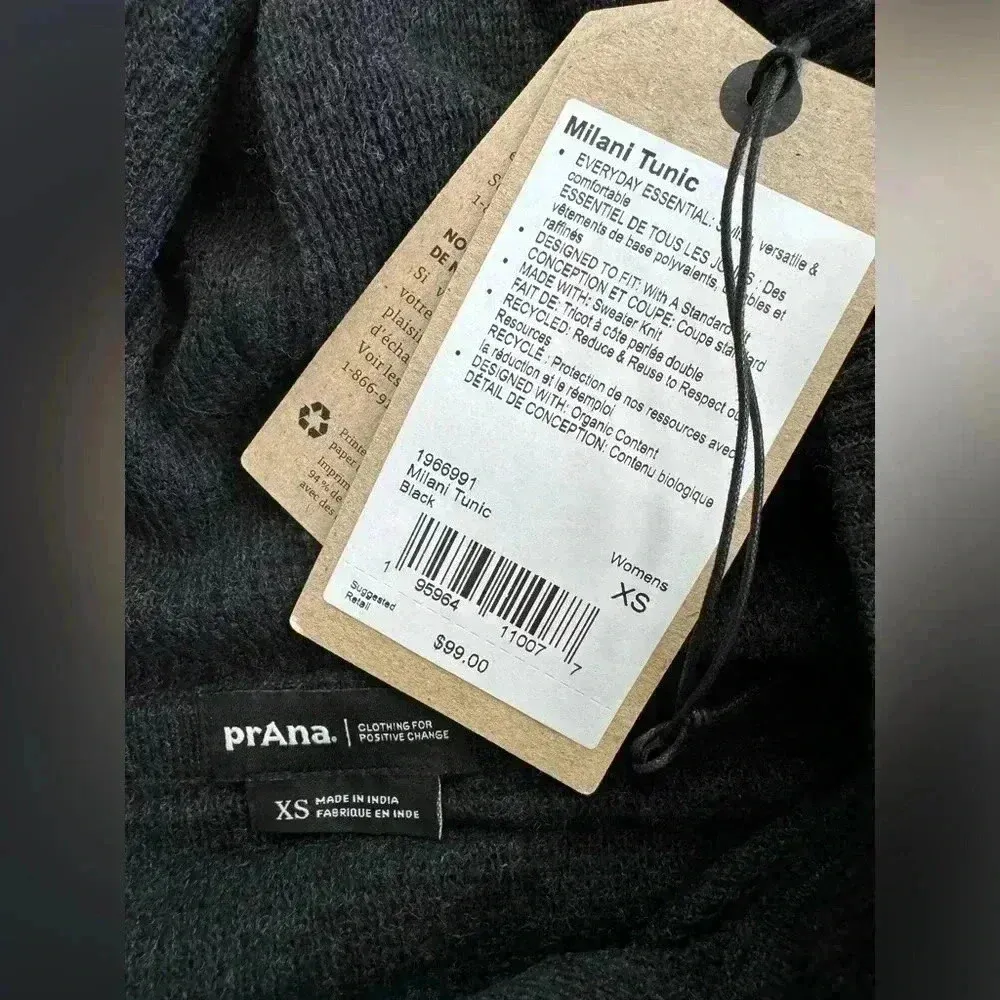 Milani Tunic
• EVERYDAY ESSENTIAL: versatile &
comfortable
ESSENTIEL DE TOUS LES : Des
vêtements de base polyvalents, et
raffinés
• DESIGNED TO FIT: With A Standard
CONCEPTION ET COUPE: Coupe standard
• MADE WITH: Sweater Knit
FAIT DE: Tricot à côte perlée double
• RECYCLED: Reduce & Reuse to Respect our
Resources
RECYCLÉ : Protection de nos ressources avec
la réduction et le réemploi
• DESIGNED WITH: Organic Content
DÉTAIL DE CONCEPTION: Contenu biologique
1966991
Milani Tunic
Black
Womens
XS
1 95964 11007 7
Suggested
Retail
$99.00
NO
DE
Si
votre
plaisir
d'écha
Voir les
1-866-9
Printe
paper
Imprim
94 % de
avec des
prAna. | CLOTHING FOR
POSITIVE CHANGE
XS MADE IN INDIA
FABRIQUE EN INDE